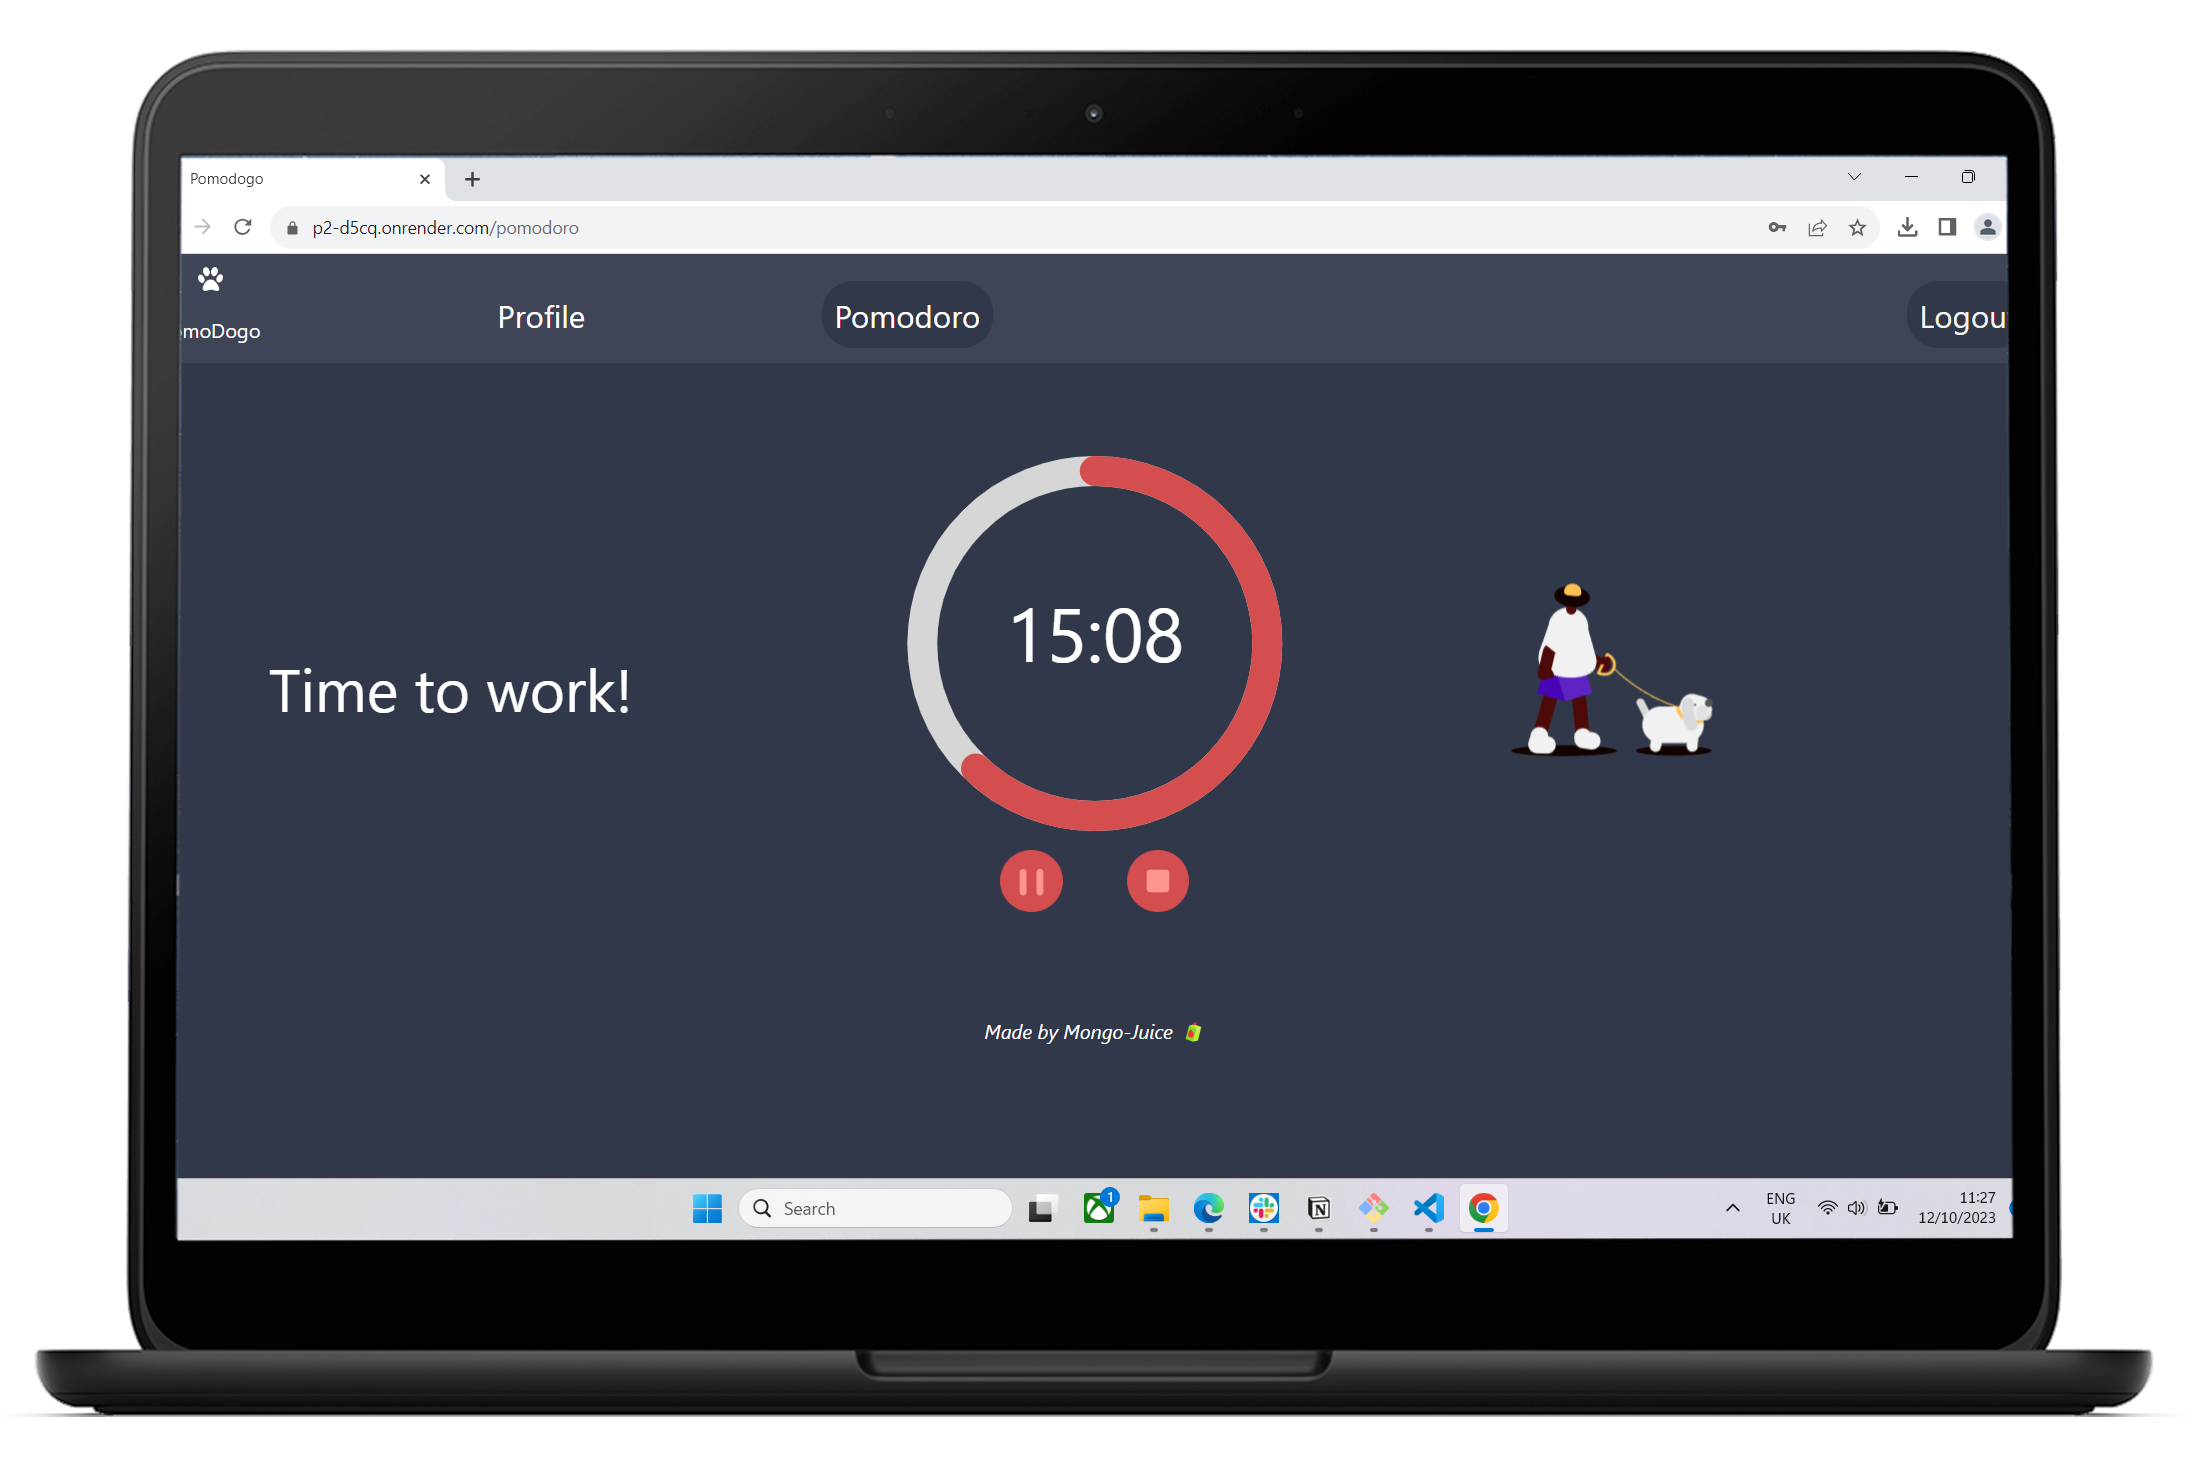 Pomodogo
p2-d5cq.onrender.com/pomodoro
moDogo
Profile
Pomodoro
Logou
15:08
Time to work!
Made by Mongo-Juice
Search
1
N
ENG
UK
11:27
12/10/2023